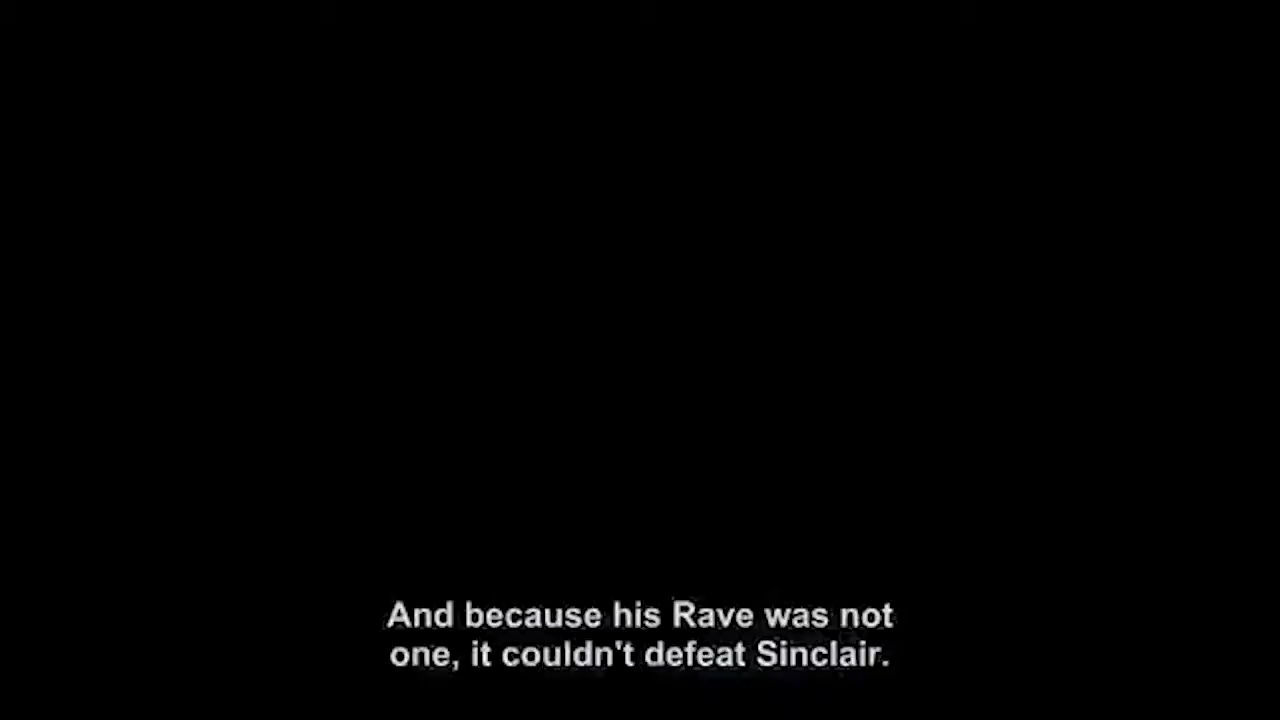 And because his Rave was not
one, it couldn't defeat Sinclair.